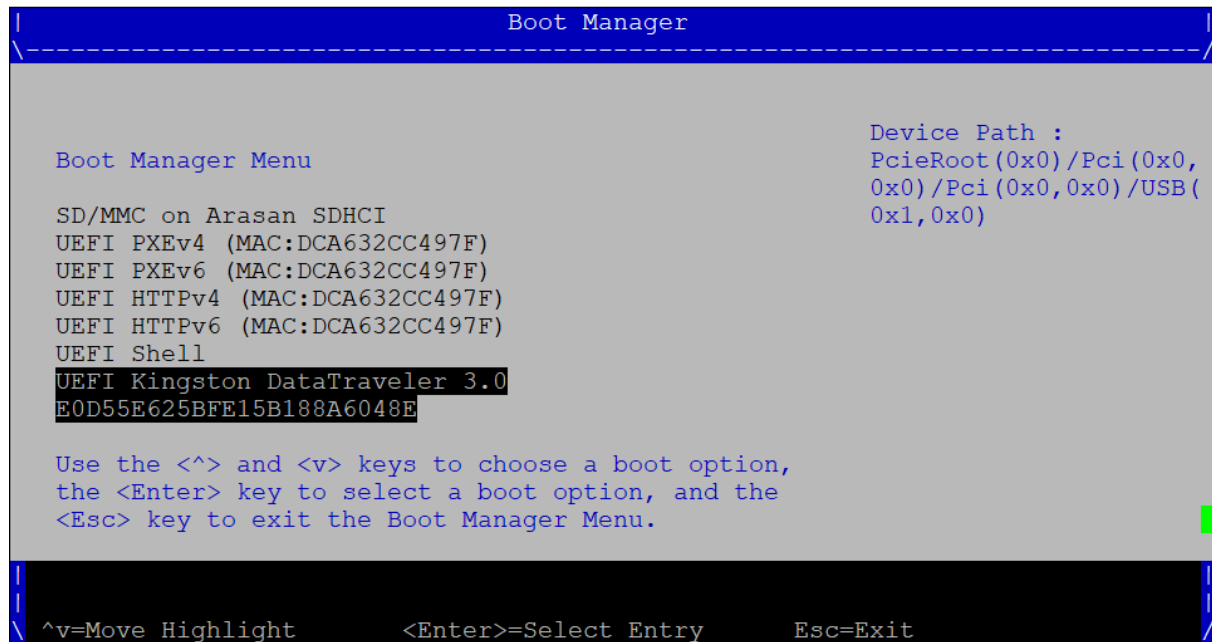 Boot Manager
\------------------------------------------------------------------------------/
Boot Manager Menu
SD/MMC on Arasan SDHCI
UEFI PXEv4 (MAC:DCA632CC497F)
UEFI PXEv6 (MAC:DCA632CC497F)
UEFI HTTPv4 (MAC:DCA632CC497F)
UEFI HTTPv6 (MAC:DCA632CC497F)
UEFI Shell
UEFI Kingston DataTraveler 3.0
E0D55E625BFE15B188A6048E
Use the <^> and <v> keys to choose a boot option,
the <Enter> key to select a boot option, and the
<Esc> key to exit the Boot Manager Menu.
Device Path :
PcieRoot(0x0)/Pci(0x0,
0x0)/Pci(0x0,0x0)/USB(
0x1,0x0)
^v=Move Highlight <Enter>=Select Entry Esc=Exit